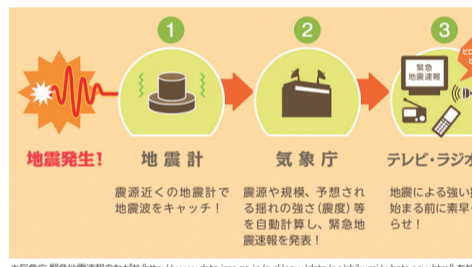 1
2
3
緊急
地震速報
地震発生!
地震計
気象庁
テレビ・ラジオ
震源近くの地震計で
地震波をキャッチ!
震源や規模、予想され
る揺れの強さ(震度)等
を自動計算し、緊急地
震速報を発表!
地震による強い
始まる前に素早
らせ!